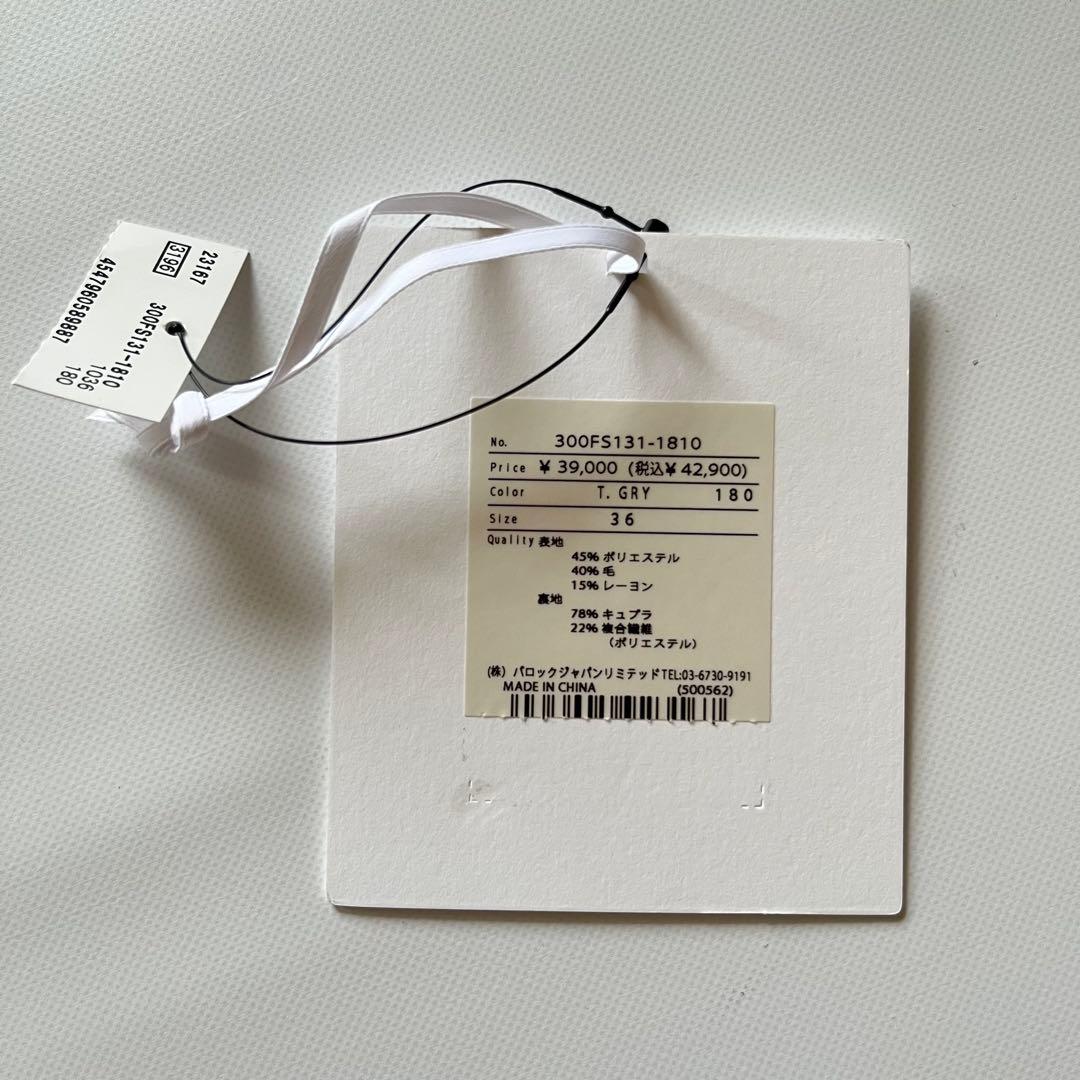 23167
3196
300FS131-1810
1036
180
4547960589887
No. 300FS131-1810
Price ¥ 39,000 (税込¥ 42,900)
Color T. GRY 180
Size 36
Quality 表地
45% ポリエステル
40% 毛
15% レーヨン
裏地
78% キュプラ
22% 複合繊維
(ポリエステル)
(株) バロックジャパンリミテッドTEL:03-6730-9191
MADE IN CHINA (500562)